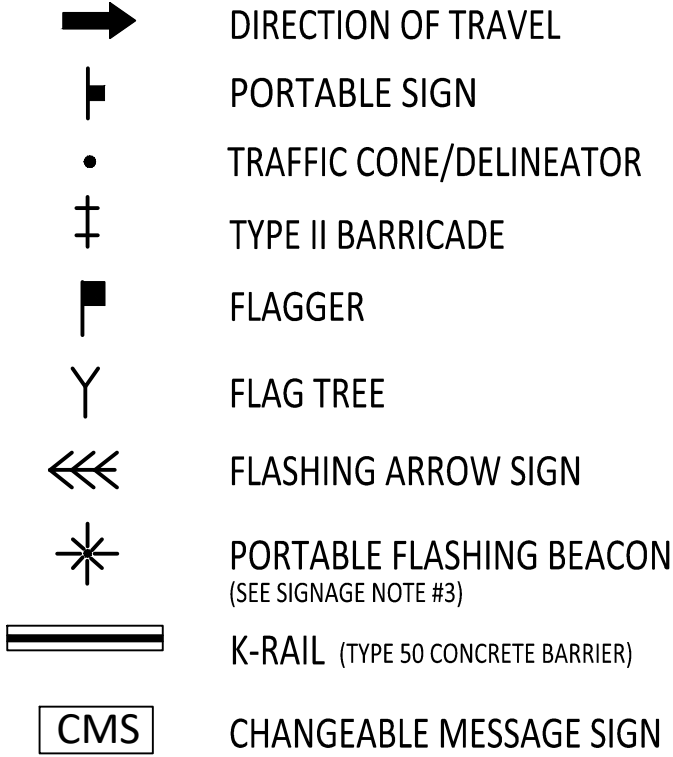 DIRECTION OF TRAVEL
PORTABLE SIGN
TRAFFIC CONE/DELINEATOR
TYPE II BARRICADE
FLAGGER
FLAG TREE
FLASHING ARROW SIGN
PORTABLE FLASHING BEACON
(SEE SIGNAGE NOTE #3)
K-RAIL (TYPE 50 CONCRETE BARRIER)
CMS CHANGEABLE MESSAGE SIGN